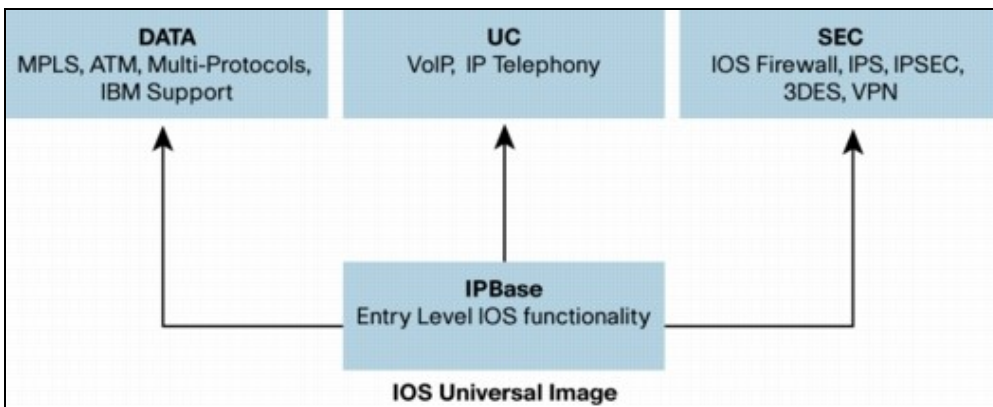 DATA
MPLS, ATM, Multi-Protocols,
IBM Support
UC
VoIP, IP Telephony
SEC
IOS Firewall, IPS, IPSEC,
3DES, VPN
IPBase
Entry Level IOS functionality
IOS Universal Image